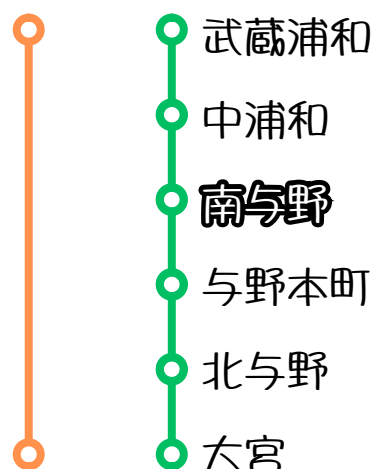 武蔵浦和
中浦和
南与野
与野本町
北与野
大宮